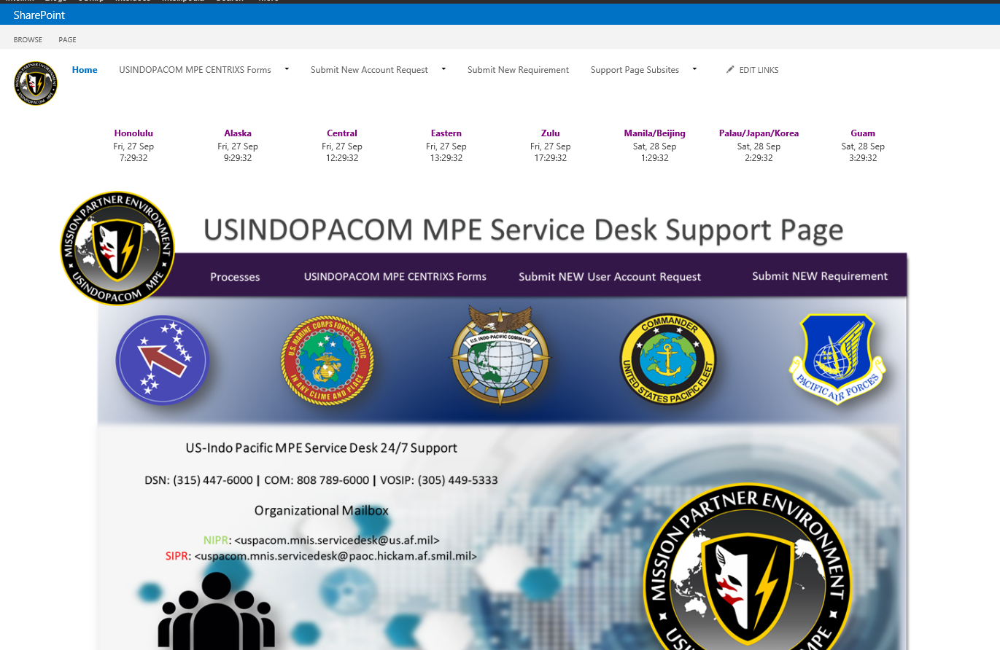 SharePoint
BROWSE PAGE
Home USINDOPACOM MPE CENTRIXS Forms Submit New Account Request Submit New Requirement Support Page Subsites EDIT LINKS
MISSION PARTNER ENVIRONMENT
USINDOPACOM MPE
Honolulu Alaska Central Eastern Zulu Manila/Beijing Palau/Japan/Korea Guam
Fri, 27 Sep Fri, 27 Sep Fri, 27 Sep Fri, 27 Sep Fri, 27 Sep Sat, 28 Sep Sat, 28 Sep Sat, 28 Sep
7:29:32 9:29:32 12:29:32 13:29:32 17:29:32 1:29:32 2:29:32 3:29:32
MISSION PARTNER ENVIRONMENT
USINDOPACOM MPE
USINDOPACOM MPE Service Desk Support Page
Processes USINDOPACOM MPE CENTRIXS Forms Submit NEW User Account Request Submit NEW Requirement
U.S. MARINE CORPS FORCES, PACIFIC
IN ANY CLIME AND PLACE
U.S. INDO-PACIFIC COMMAND
COMMANDER
UNITED STATES PACIFIC FLEET
PACIFIC AIR FORCES
US-Indo Pacific MPE Service Desk 24/7 Support
DSN: (315) 447-6000 | COM: 808 789-6000 | VOSIP: (305) 449-5333
Organizational Mailbox
NIPR: <uspacom.mnis.servicedesk@us.af.mil>
SIPR: <uspacom.mnis.servicedesk@paoc.hickam.af.smil.mil>
MISSION PARTNER ENVIRONMENT